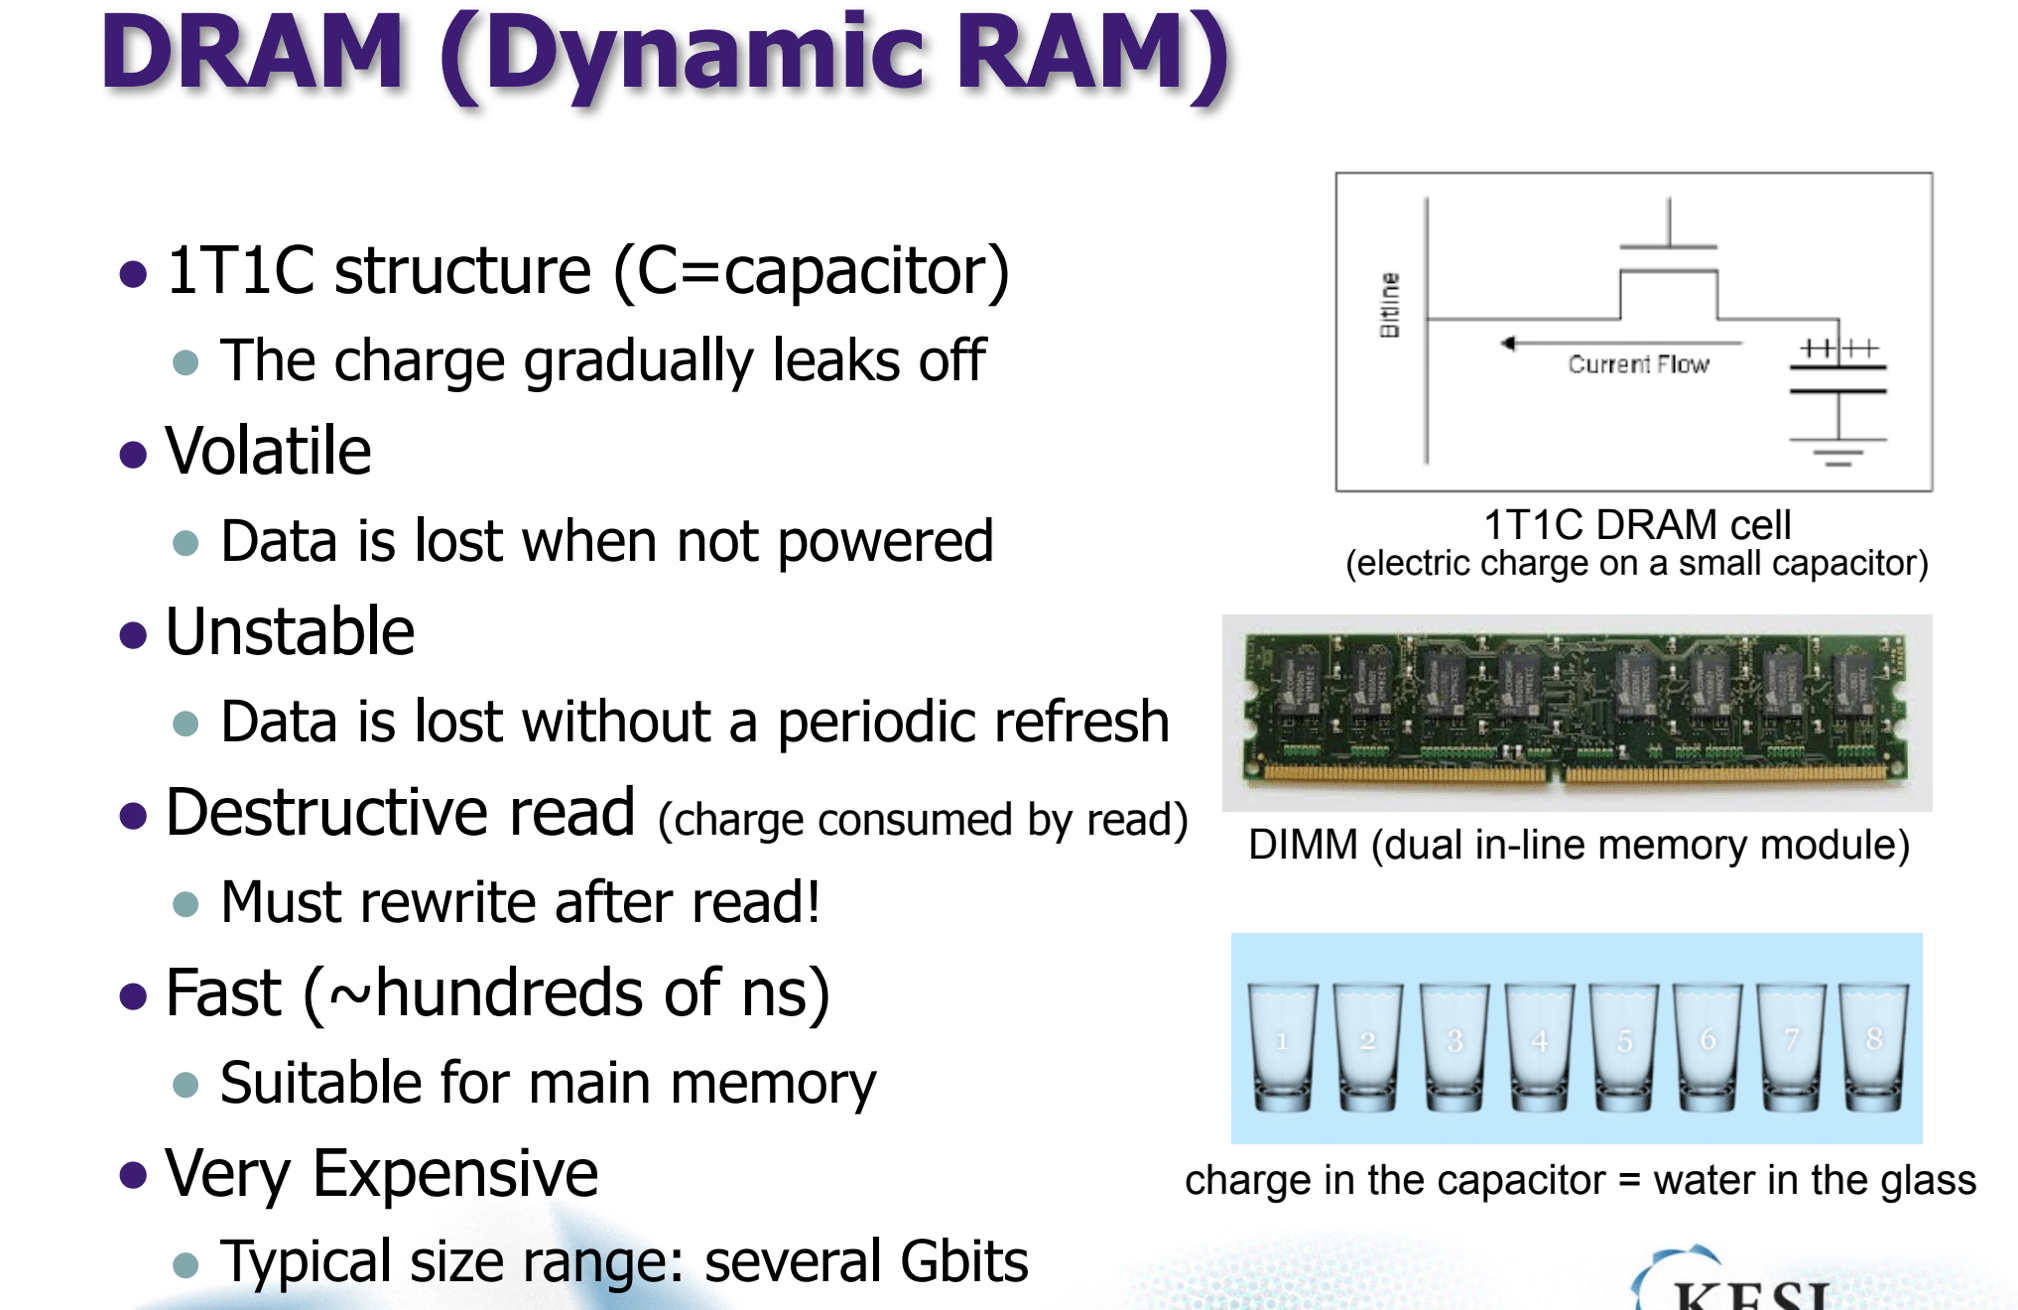 DRAM (Dynamic RAM)
1T1C structure (C=capacitor)
The charge gradually leaks off
Volatile
Data is lost when not powered
Unstable
Data is lost without a periodic refresh
Destructive read (charge consumed by read)
Must rewrite after read!
Fast (~hundreds of ns)
Suitable for main memory
Very Expensive
Typical size range: several Gbits
Bitline
++++
Current Flow
1T1C DRAM cell
(electric charge on a small capacitor)
DIMM (dual in-line memory module)
1 2 3 4 5 6 7 8
charge in the capacitor = water in the glass